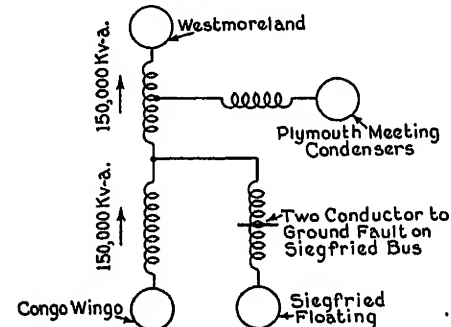 Westmoreland
150,000 Kv-a.
Plymouth Meeting
Condensers
150,000 Kv-a.
Two Conductor to
Ground Fault on
Siegfried Bus
Congo Wingo
Siegfried
Floating